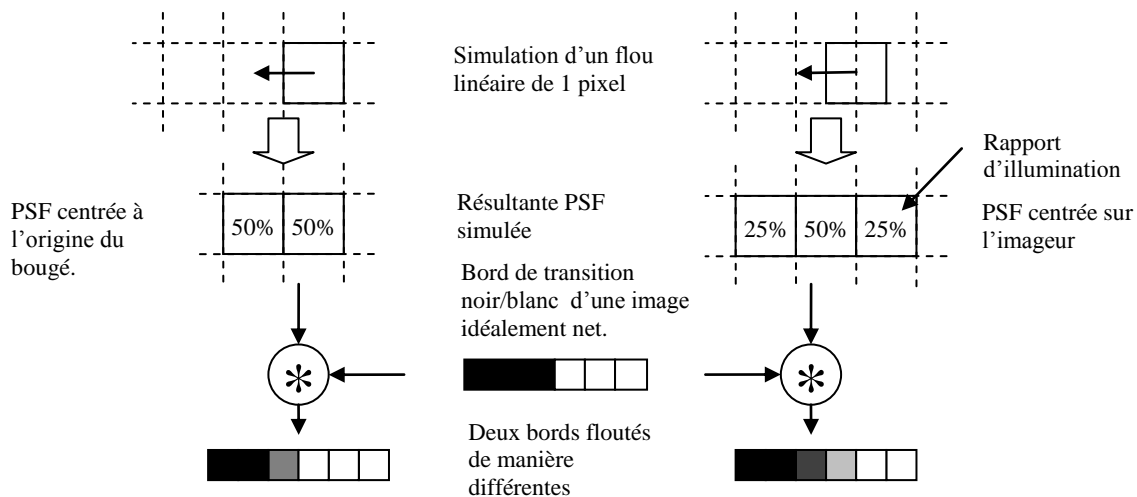 Simulation d’un flou
linéaire de 1 pixel
Rapport
d’illumination
PSF centrée à
l’origine du
bougé.
50% 50%
Résultante PSF
simulée
25% 50% 25%
PSF centrée sur
l’imageur
Bord de transition
noir/blanc d’une image
idéalement net.
*
*
Deux bords floutés
de manière
différentes